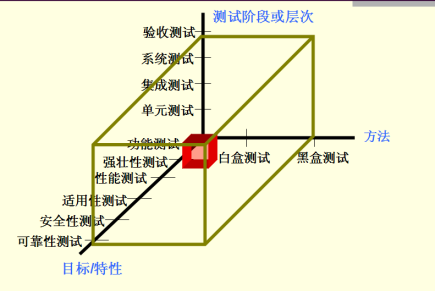 测试阶段或层次
验收测试
系统测试
集成测试
单元测试
功能测试
方法
白盒测试
黑盒测试
强壮性测试
性能测试
适用性测试
安全性测试
可靠性测试
目标/特性